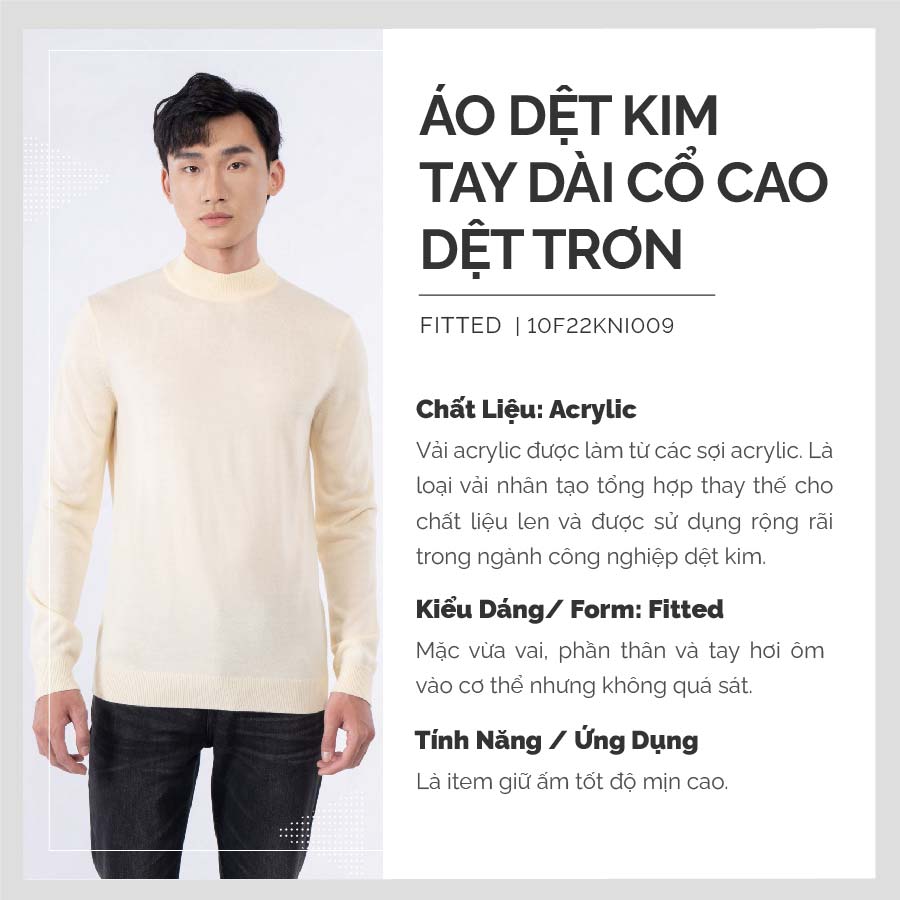 ÁO DỆT KIM
TAY DÀI CỔ CAO
DỆT TRƠN
FITTED | 10F22KNI009
Chất Liệu: Acrylic
Vải acrylic được làm từ các sợi acrylic. Là
loại vải nhân tạo tổng hợp thay thế cho
chất liệu len và được sử dụng rộng rãi
trong ngành công nghiệp dệt kim.
Kiểu Dáng/ Form: Fitted
Mặc vừa vai, phần thân và tay hơi ôm
vào cơ thể nhưng không quá sát.
Tính Năng / Ứng Dụng
Là item giữ ấm tốt độ mịn cao.